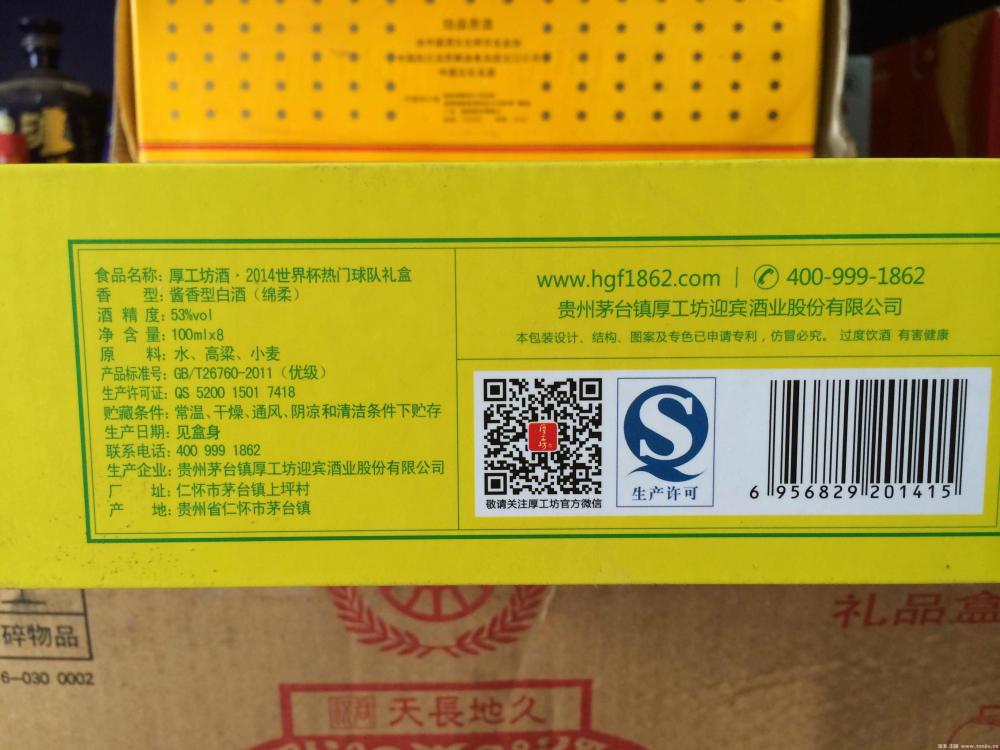 食品名称：厚工坊酒·2014世界杯热门球队礼盒
香　　型：酱香型白酒（绵柔）
酒 精 度：53%vol
净 含 量：100mlx8
原　　料：水、高粱、小麦
产品标准号：GB/T26760-2011（优级）
生产许可证：QS 5200 1501 7418
贮藏条件：常温、干燥、通风、阴凉和清洁条件下贮存
生产日期：见盒身
联系电话：400 999 1862
生产企业：贵州茅台镇厚工坊迎宾酒业股份有限公司
厂　　址：仁怀市茅台镇上坪村
产　　地：贵州省仁怀市茅台镇
www.hgf1862.com | 400-999-1862
贵州茅台镇厚工坊迎宾酒业股份有限公司
本包装设计、结构、图案及专色已申请专利，仿冒必究。 过度饮酒 有害健康
厚工坊
敬请关注厚工坊官方微信
生产许可
6 956829 201415
碎物品
6-030 0002
礼品盒
天長地久